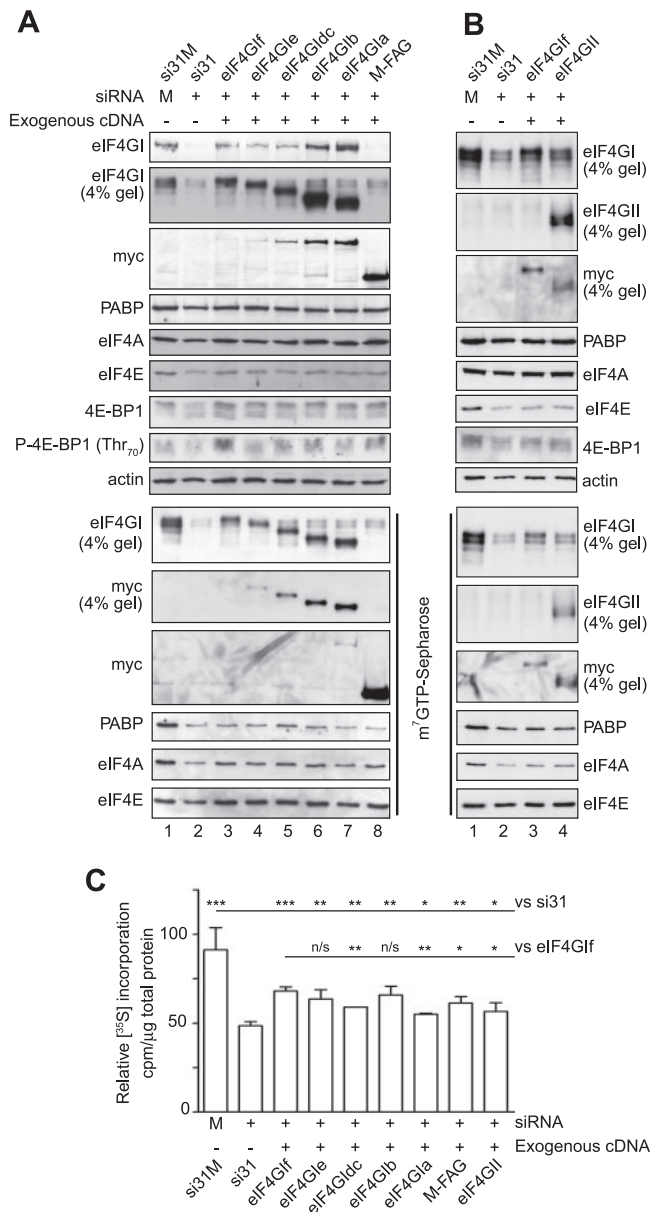 A
si31M si31 eIF4GIf eIF4GIe eIF4GIdc eIF4GIb eIF4GIa M-FAG
siRNA M + + + + + + +
Exogenous cDNA - - + + + + + +
eIF4GI
eIF4GI
(4% gel)
myc
PABP
eIF4A
eIF4E
4E-BP1
P-4E-BP1 (Thr70)
actin
eIF4GI
(4% gel)
myc
(4% gel)
myc
PABP
eIF4A
eIF4E
1 2 3 4 5 6 7 8
m7GTP-Sepharose
B
si31M si31 eIF4GIf eIF4GII
M + + +
- - + +
eIF4GI
(4% gel)
eIF4GII
(4% gel)
myc
(4% gel)
PABP
eIF4A
eIF4E
4E-BP1
actin
eIF4GI
(4% gel)
eIF4GII
(4% gel)
myc
(4% gel)
PABP
eIF4A
eIF4E
1 2 3 4
C
*** *** ** ** ** * ** * vs si31
n/s ** n/s ** * * vs eIF4GIf
Relative [35S] incorporation
cpm/μg total protein
100
50
0
M + + + + + + + + siRNA
- - + + + + + + + Exogenous cDNA
si31M si31 eIF4GIf eIF4GIe eIF4GIdc eIF4GIb eIF4GIa M-FAG eIF4GII